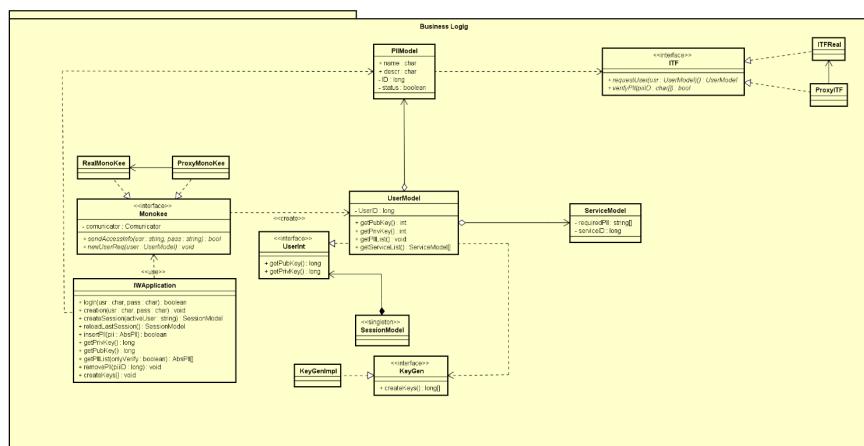 Business Logig
PIIModel
+ name : char
+ descr : char
- ID : long
- status : boolean
<<interface>>
ITF
+ requestUser(usr : UserModel)() : UserModel
+ verifyPII(piiID : char[]) : bool
ITFReal
ProxyITF
RealMonoKee
ProxyMonoKee
<<interface>>
Monokee
- comunicator : Comunicator
+ sendAccessInfo(usr : string, pass : string) : bool
+ newUserReq(user : UserModel) : void
<<create>>
<<use>>
UserModel
- UserID : long
+ getPubKey() : int
+ getPrivKey() : int
+ getPIIList() : void
+ getServiceList() : ServiceModel[]
ServiceModel
- requiredPII : string[]
- serviceID : long
<<interface>>
UserInt
+ getPubKey() : long
+ getPrivKey() : long
IWApplication
+ login(usr : char, pass : char) : boolean
+ creation(usr : char, pass : char) : void
+ createSession(activeUser : string) : SessionModel
+ reloadLastSession() : SessionModel
+ insertPII(pii : AbsPII) : boolean
+ getPrivKey() : long
+ getPubKey() : long
+ getPIIList(onlyVerify : boolean) : AbsPII[]
+ removePII(piiID : long) : void
+ createKeys() : void
<<singleton>>
SessionModel
KeyGenImpl
<<interface>>
KeyGen
+ createKeys() : long[]